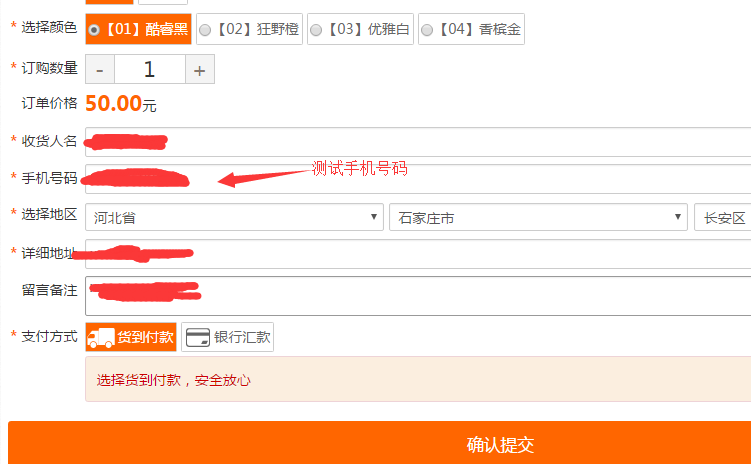 * 选择颜色 【01】酷睿黑 【02】狂野橙 【03】优雅白 【04】香槟金
* 订购数量 - 1 +
订单价格 50.00元
* 收货人名
* 手机号码 测试手机号码
* 选择地区 河北省 石家庄市 长安区
* 详细地址
留言备注
* 支付方式 货到付款 银行汇款
选择货到付款，安全放心
确认提交